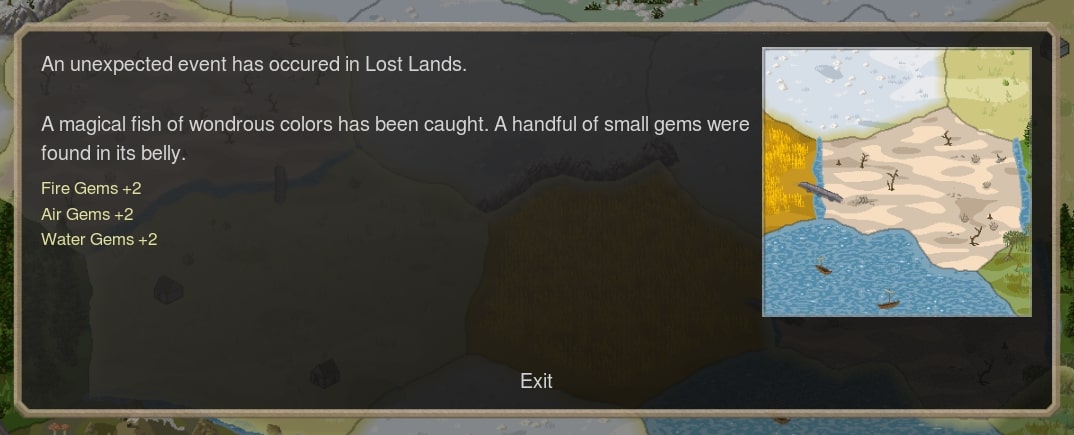 An unexpected event has occured in Lost Lands.
A magical fish of wondrous colors has been caught. A handful of small gems were
found in its belly.
Fire Gems +2
Air Gems +2
Water Gems +2
Exit